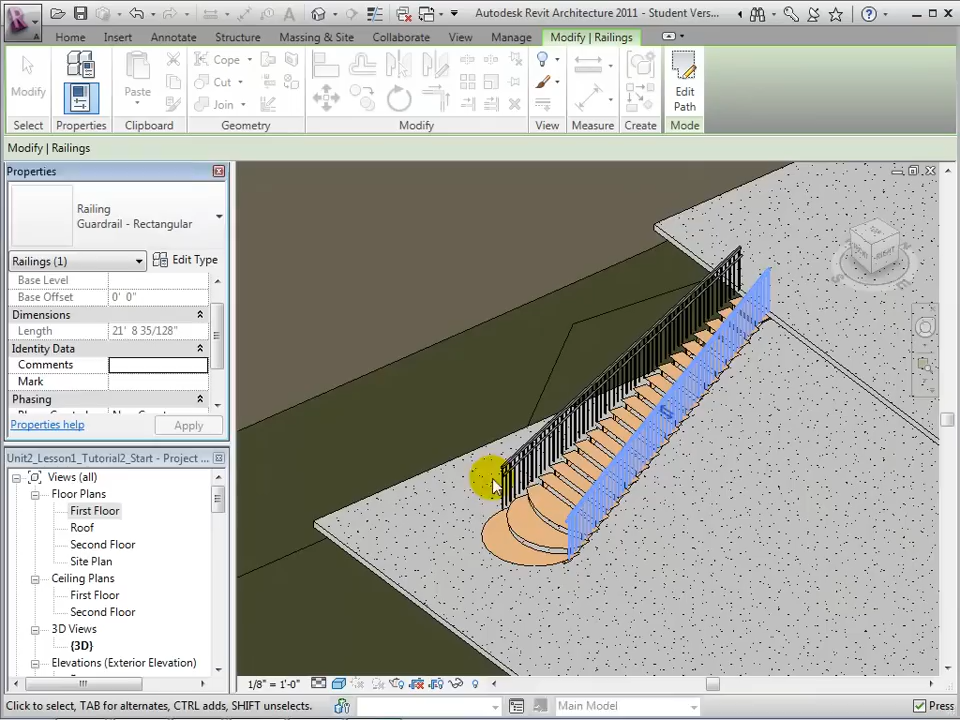 Autodesk Revit Architecture 2011 - Student Vers...
Home Insert Annotate Structure Massing & Site Collaborate View Manage Modify | Railings
Modify
Paste
Cope
Cut
Join
Edit
Path
Select Properties Clipboard Geometry Modify View Measure Create Mode
Modify | Railings
Properties
Railing
Guardrail - Rectangular
Railings (1)
Edit Type
Base Level
Base Offset 0' 0"
Dimensions
Length 21' 8 35/128"
Identity Data
Comments
Mark
Phasing
Properties help
Apply
Unit2_Lesson1_Tutorial2_Start - Project ...
Views (all)
Floor Plans
First Floor
Roof
Second Floor
Site Plan
Ceiling Plans
First Floor
Second Floor
3D Views
{3D}
Elevations (Exterior Elevation)
1/8" = 1'-0"
Click to select, TAB for alternates, CTRL adds, SHIFT unselects.
Main Model
Press